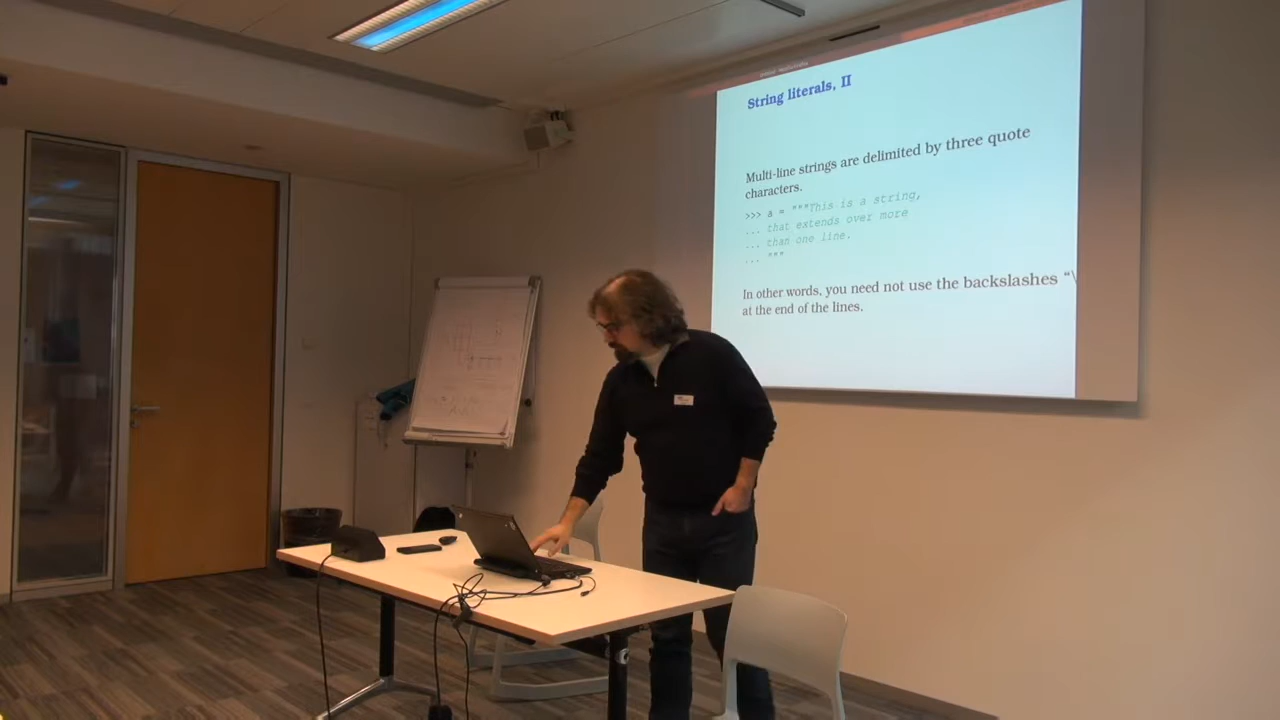 String literals, II
Multi-line strings are delimited by three quote
characters.
>>> a = """This is a string,
... that extends over more
... than one line.
... """
In other words, you need not use the backslashes “\
at the end of the lines.